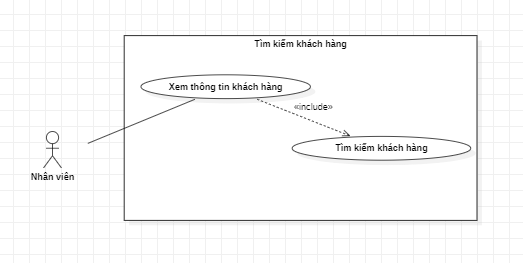 Tìm kiếm khách hàng
Xem thông tin khách hàng
«include»
Tìm kiếm khách hàng
Nhân viên